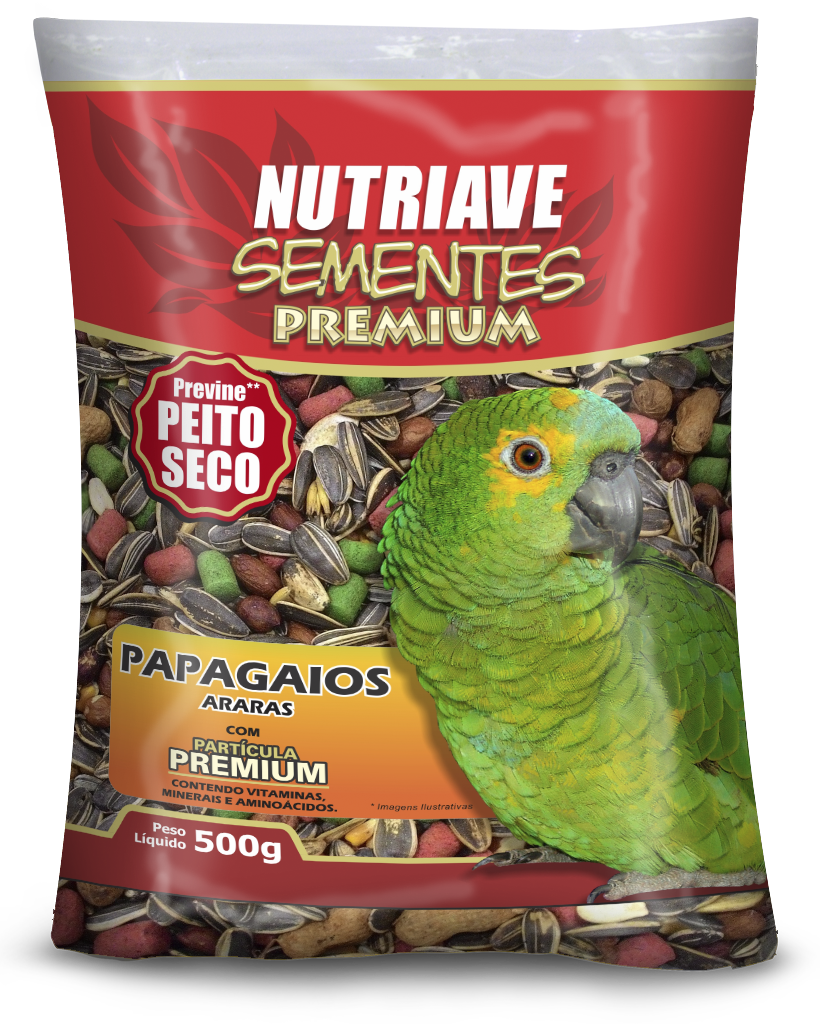 NUTRIAVE
SEMENTES
PREMIUM
Previne**
PEITO
SECO
PAPAGAIOS
ARARAS
COM
PARTÍCULA
PREMIUM
CONTENDO VITAMINAS,
MINERAIS E AMINOÁCIDOS.
* Imagens Ilustrativas
Peso
Líquido 500g